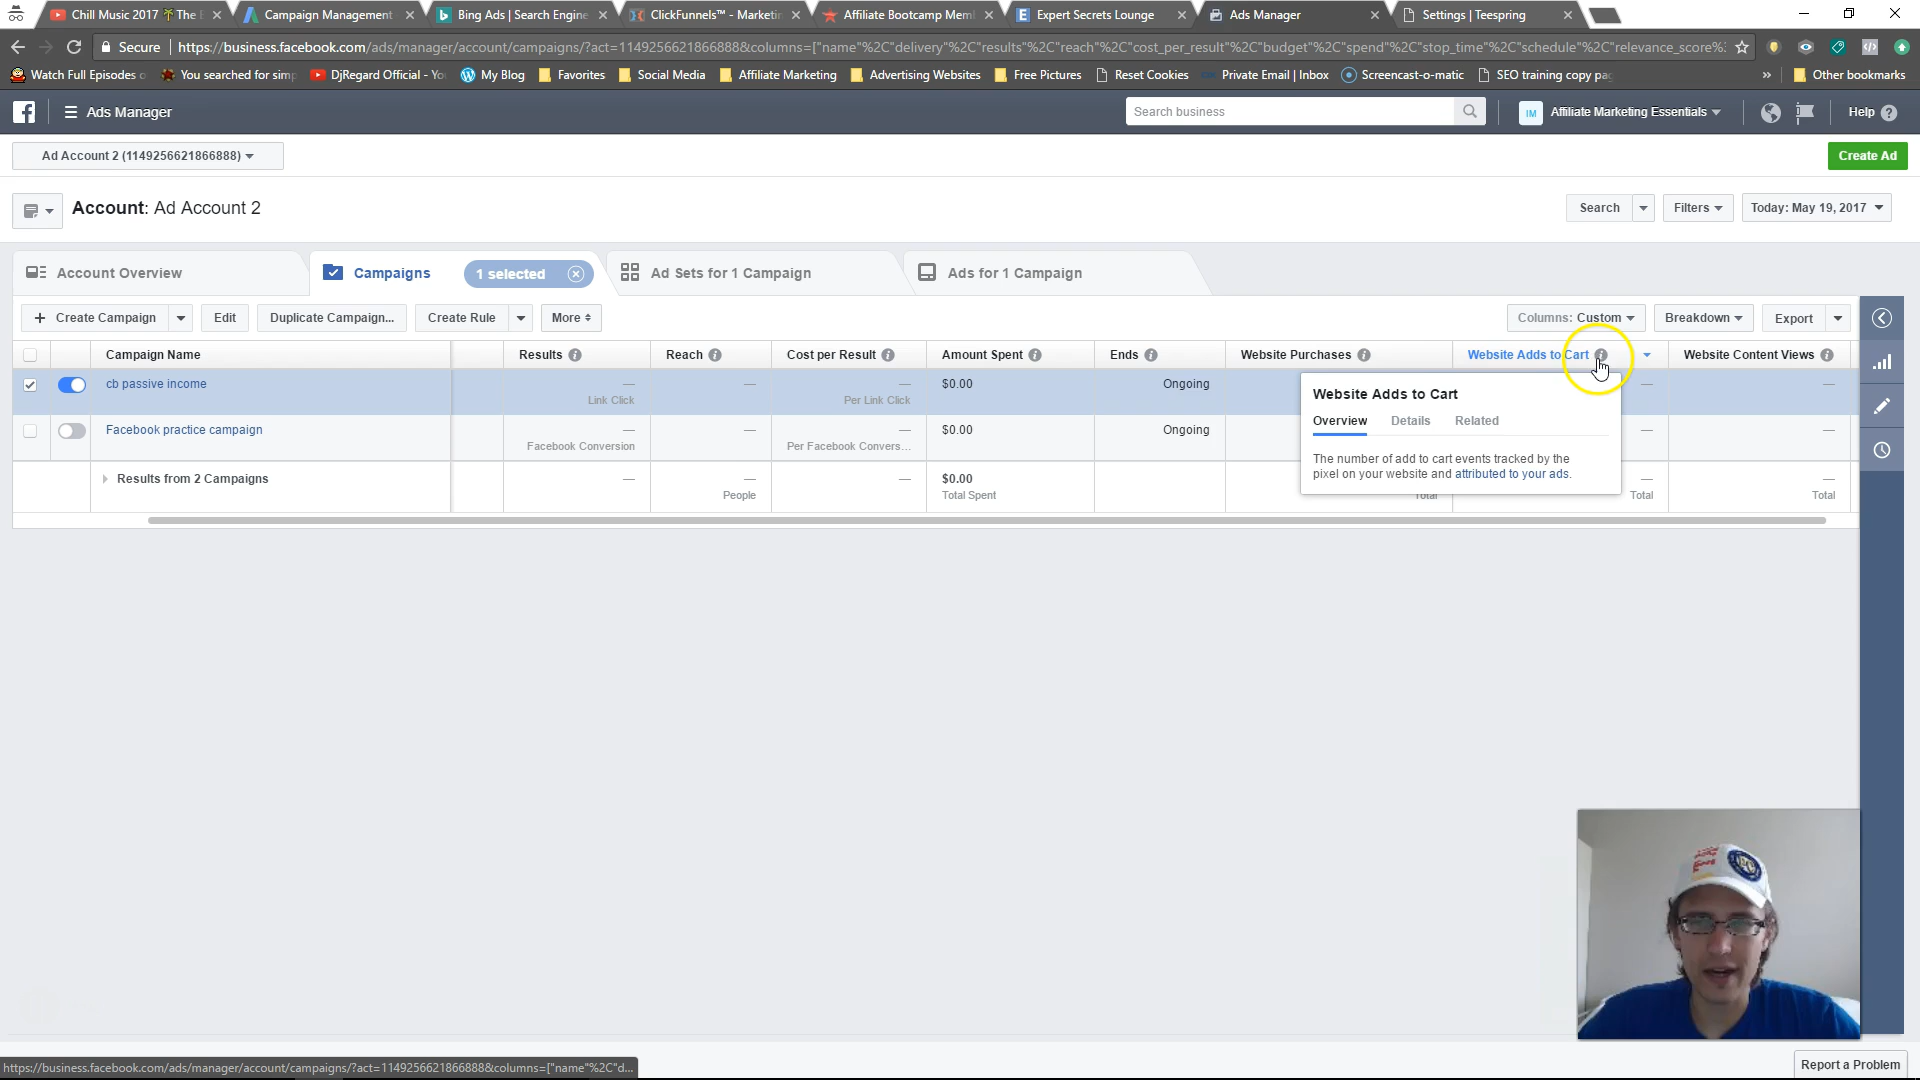 Chill Music 2017 🌴The
Campaign Management
Bing Ads | Search Engine
ClickFunnels™ - Marketin
Affiliate Bootcamp Mem
Expert Secrets Lounge
Ads Manager
Settings | Teespring
Secure https://business.facebook.com/ads/manager/account/campaigns/?act=1149256621866888&columns=["name"%2C"delivery"%2C"results"%2C"reach"%2C"cost_per_result"%2C"budget"%2C"spend"%2C"stop_time"%2C"schedule"%2C"relevance_score%
Watch Full Episodes
You searched for simp
DjRegard Official - Yo
My Blog
Favorites
Social Media
Affiliate Marketing
Advertising Websites
Free Pictures
Reset Cookies
Private Email | Inbox
Screencast-o-matic
SEO training copy pa
» Other bookmarks
Ads Manager
Search business
IM Affiliate Marketing Essentials
Help ?
Ad Account 2 (1149256621866888)
Create Ad
Account: Ad Account 2
Search
Filters
Today: May 19, 2017
Account Overview
Campaigns
1 selected
Ad Sets for 1 Campaign
Ads for 1 Campaign
+ Create Campaign
Edit
Duplicate Campaign...
Create Rule
More
Columns: Custom
Breakdown
Export
Campaign Name
Results
Reach
Cost per Result
Amount Spent
Ends
Website Purchases
Website Adds to Cart
Website Content Views
cb passive income
—
Link Click
—
—
Per Link Click
$0.00
Ongoing
—
—
Facebook practice campaign
—
Facebook Conversion
—
—
Per Facebook Convers...
$0.00
Ongoing
—
—
Results from 2 Campaigns
—
—
People
—
$0.00
Total Spent
Total
—
Total
—
Total
Website Adds to Cart
Overview
Details
Related
The number of add to cart events tracked by the
pixel on your website and attributed to your ads.
https://business.facebook.com/ads/manager/account/campaigns/?act=1149256621866888&columns=["name"%2C"d...
Report a Problem